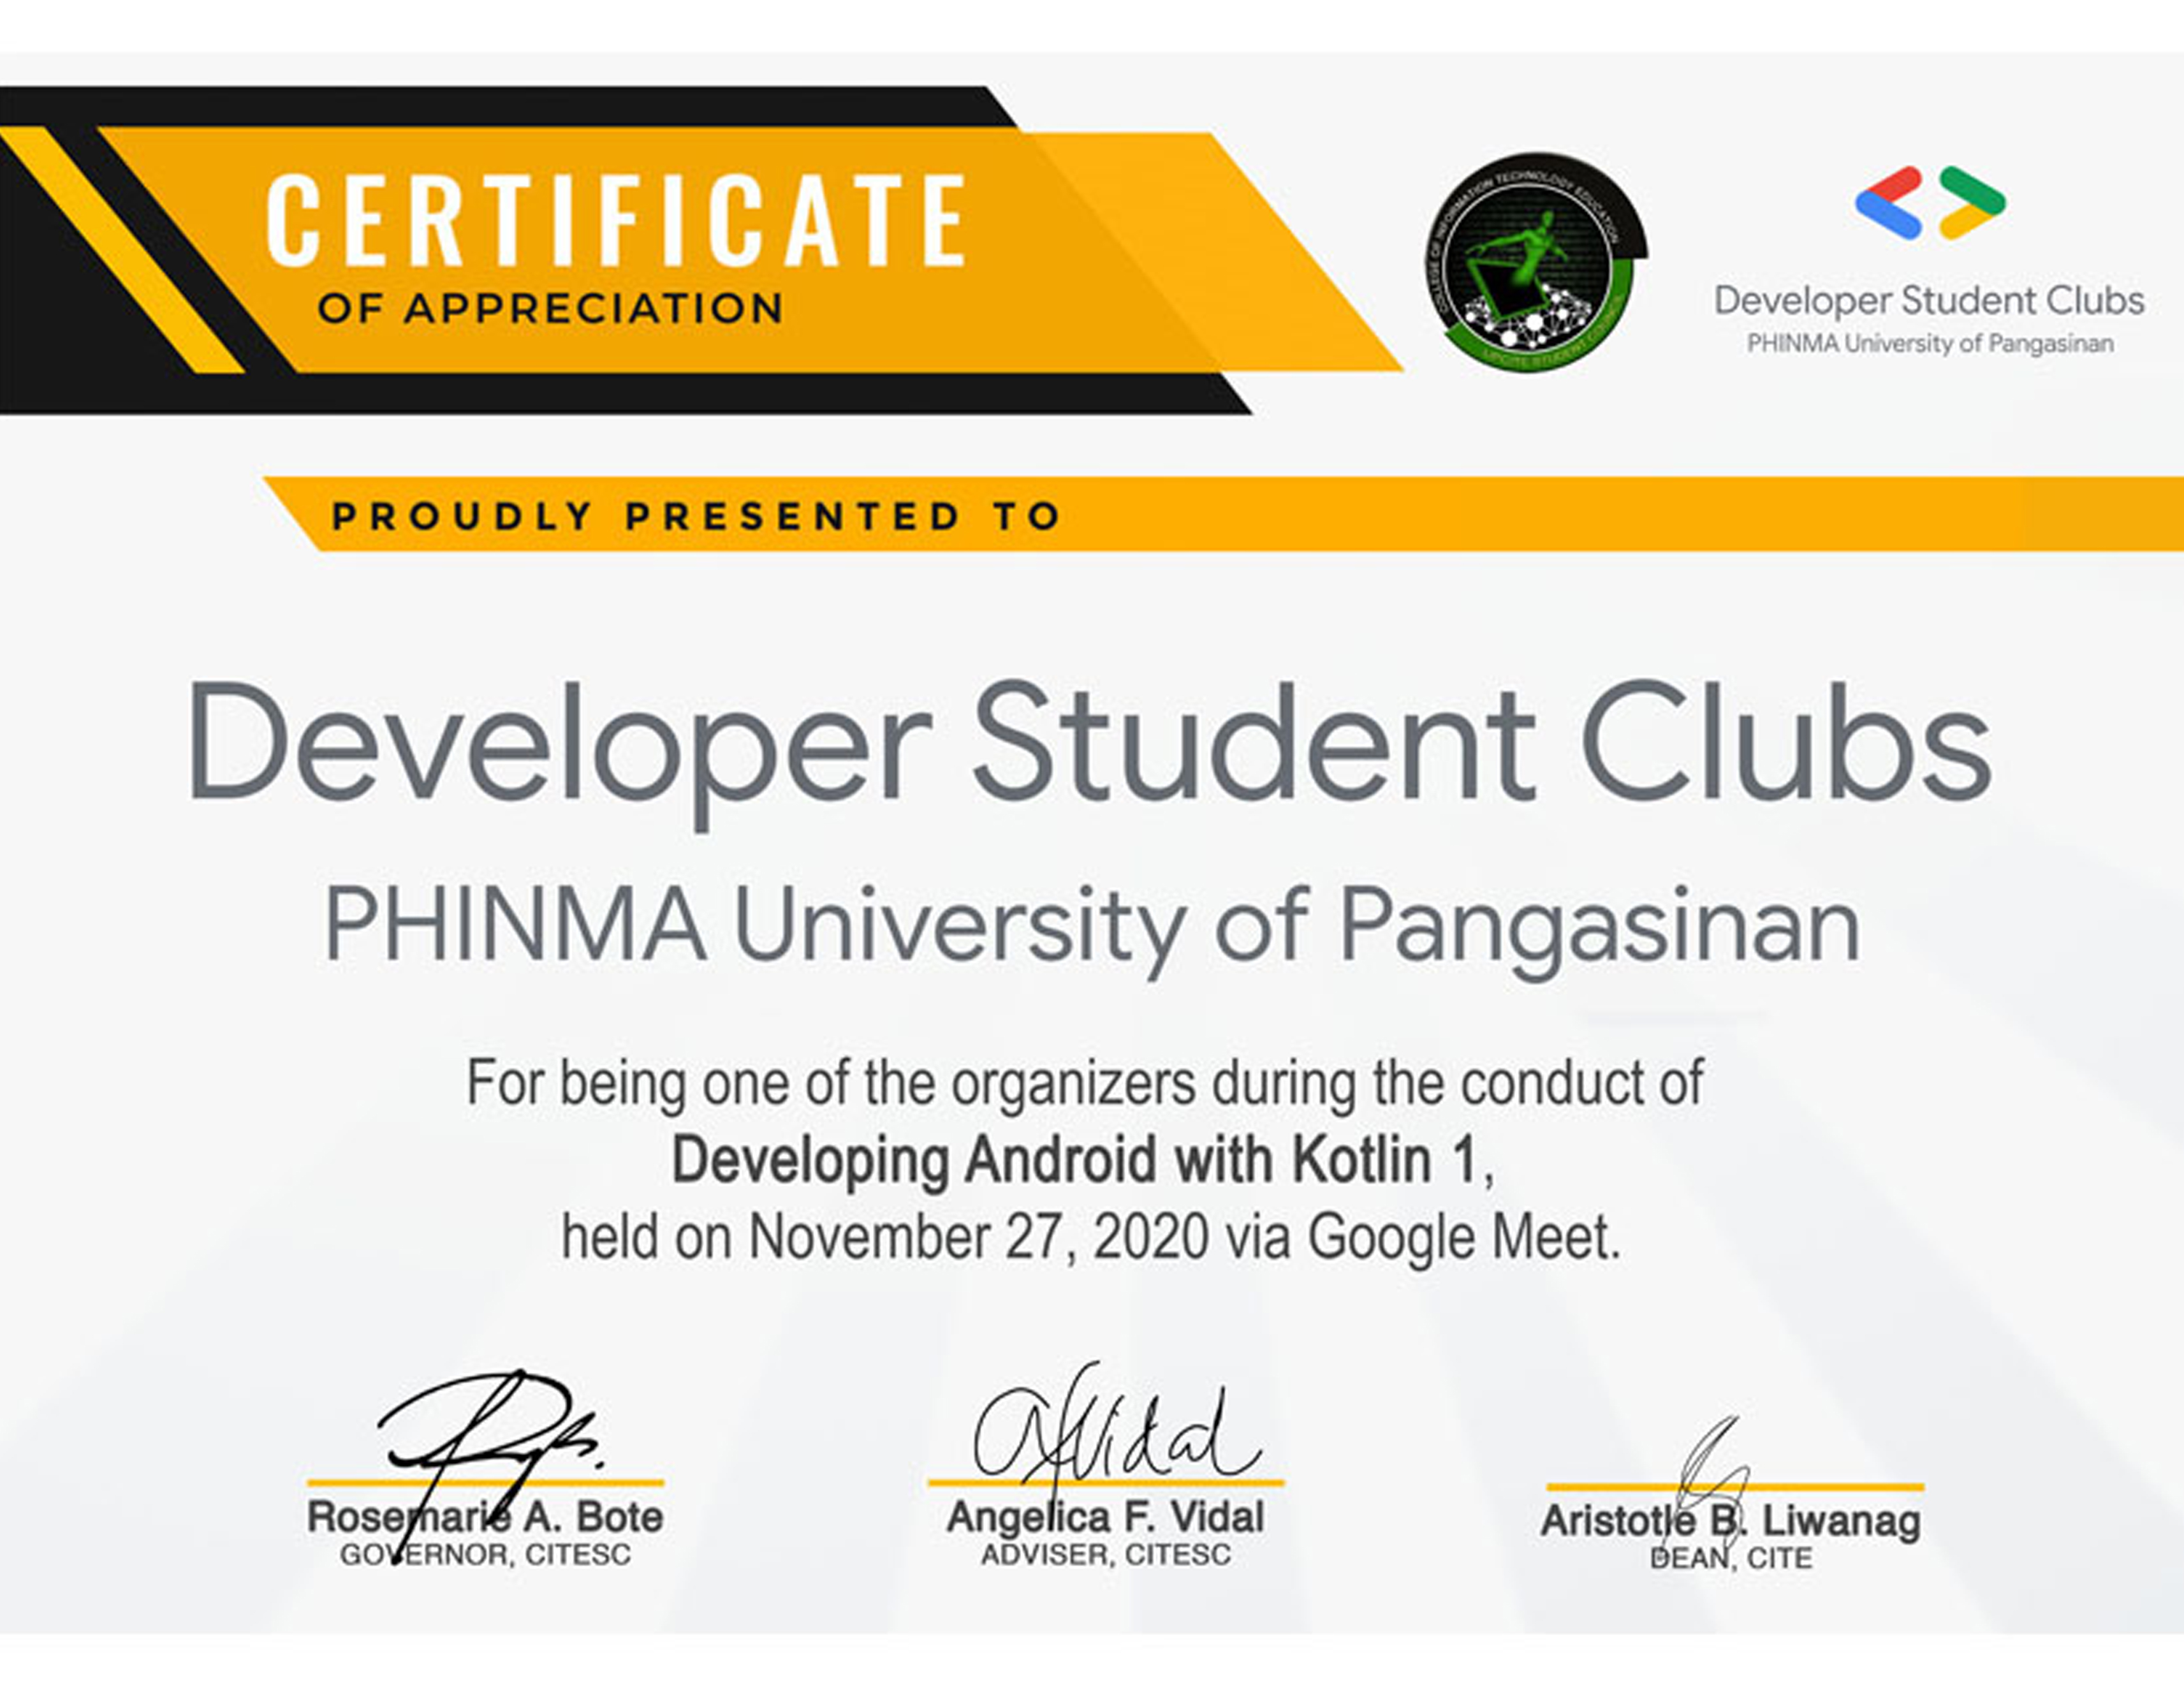 CERTIFICATE
OF APPRECIATION
COLLEGE OF INFORMATION TECHNOLOGY EDUCATION
UPCITE STUDENT COUNCIL
Developer Student Clubs
PHINMA University of Pangasinan
PROUDLY PRESENTED TO
Developer Student Clubs
PHINMA University of Pangasinan
For being one of the organizers during the conduct of
Developing Android with Kotlin 1,
held on November 27, 2020 via Google Meet.
Rosemarie A. Bote
GOVERNOR, CITESC
Angelica F. Vidal
ADVISER, CITESC
Aristotle B. Liwanag
DEAN, CITE